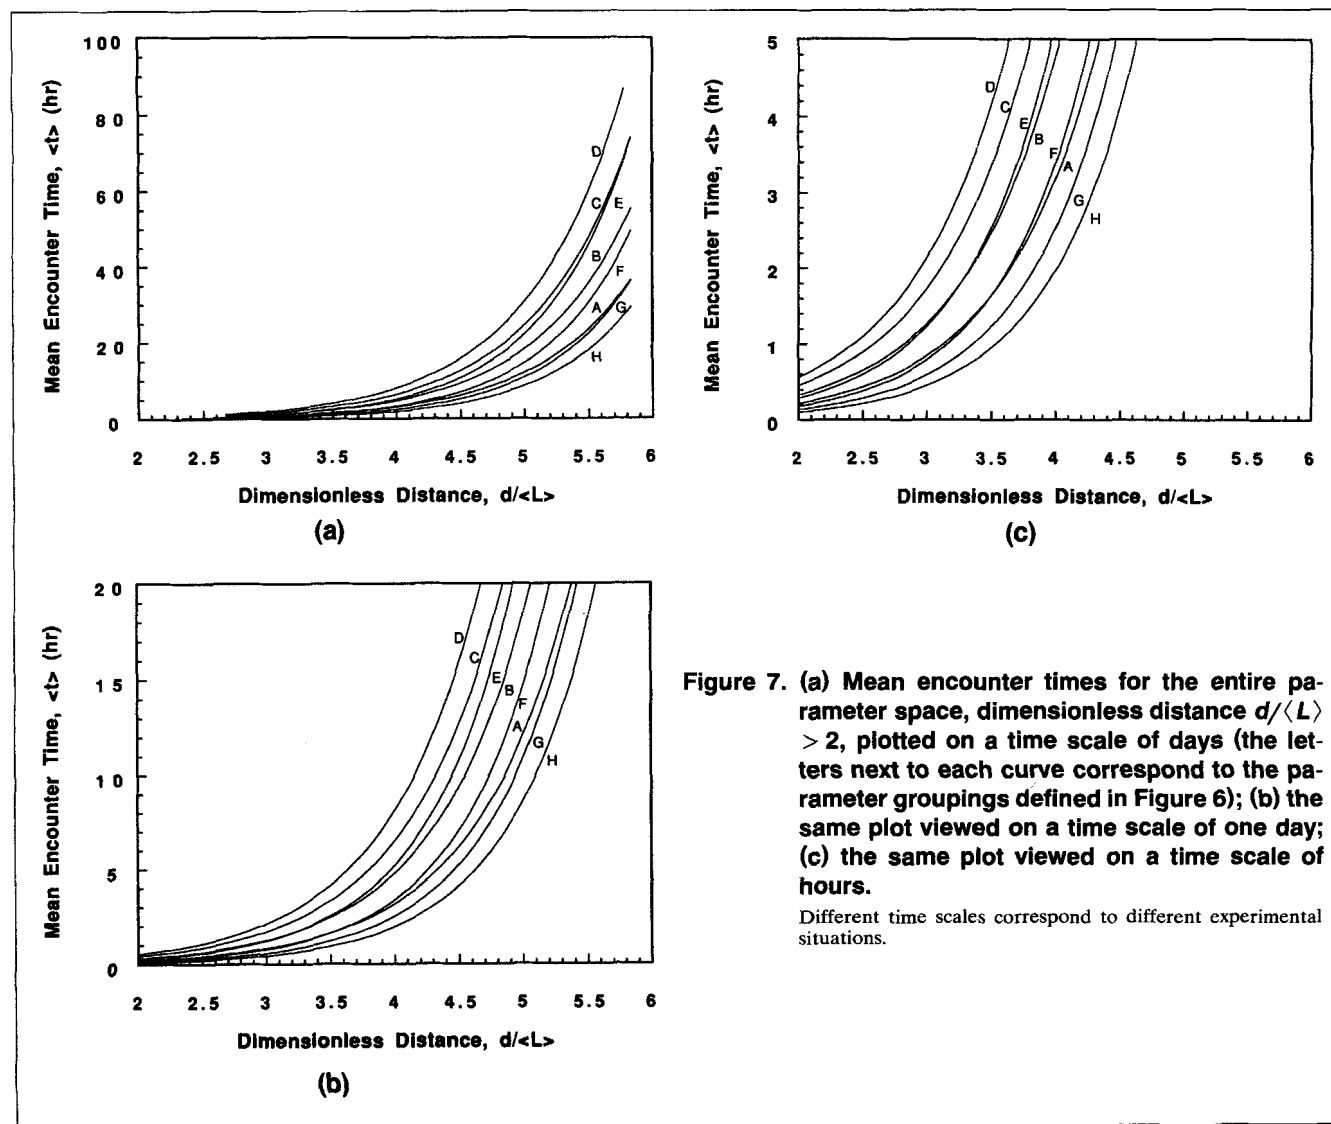 100
80
60
40
20
0
Mean Encounter Time, <t> (hr)
D
C E
B
F
A G
H
2 2.5 3 3.5 4 4.5 5 5.5 6
Dimensionless Distance, d/<L>
(a)
5
4
3
2
1
0
Mean Encounter Time, <t> (hr)
D
C
E
B
F
A
G
H
2 2.5 3 3.5 4 4.5 5 5.5 6
Dimensionless Distance, d/<L>
(c)
20
15
10
5
0
Mean Encounter Time, <t> (hr)
D
C
E
B
F
A
G
H
2 2.5 3 3.5 4 4.5 5 5.5 6
Dimensionless Distance, d/<L>
(b)
Figure 7. (a) Mean encounter times for the entire pa-
rameter space, dimensionless distance d/⟨L⟩
> 2, plotted on a time scale of days (the let-
ters next to each curve correspond to the pa-
rameter groupings defined in Figure 6); (b) the
same plot viewed on a time scale of one day;
(c) the same plot viewed on a time scale of
hours.
Different time scales correspond to different experimental
situations.